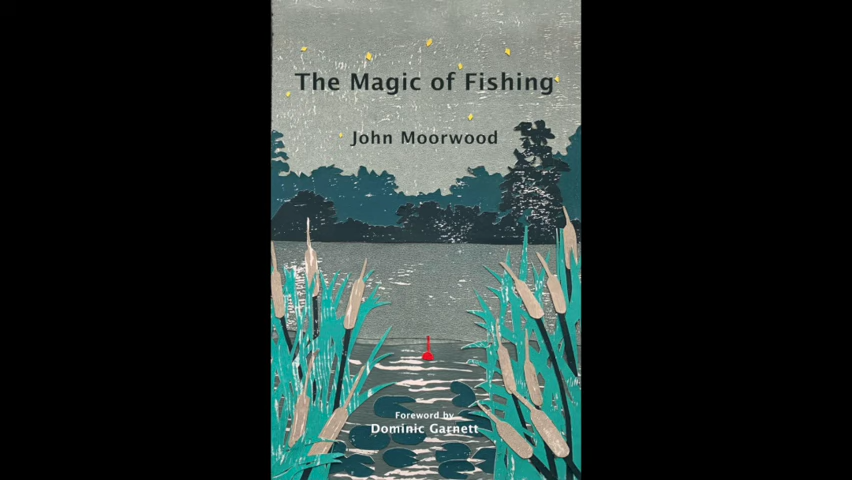 The Magic of Fishing
John Moorwood
Foreword by
Dominic Garnett